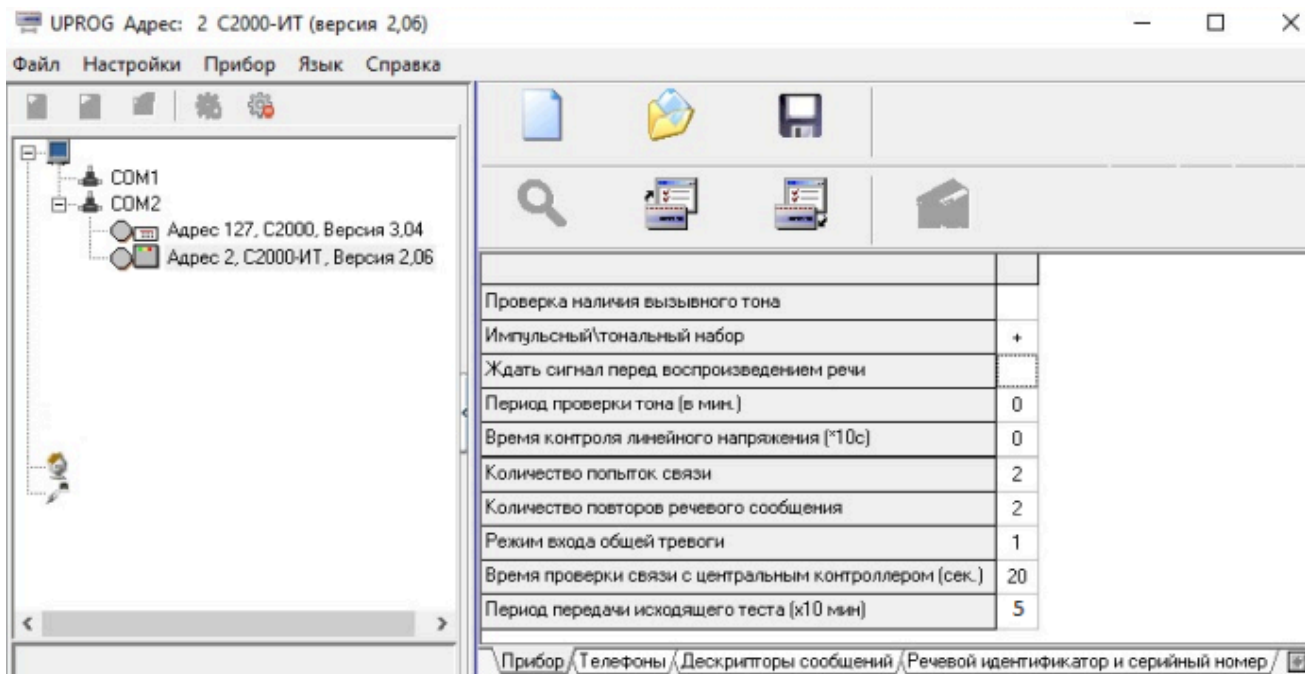 UPROG Адрес: 2 С2000-ИТ (версия 2,06)
Файл Настройки Прибор Язык Справка
COM1
COM2
Адрес 127, С2000, Версия 3,04
Адрес 2, С2000-ИТ, Версия 2,06
Проверка наличия вызывного тона
Импульсный\тональный набор +
Ждать сигнал перед воспроизведением речи
Период проверки тона (в мин.) 0
Время контроля линейного напряжения (*10с) 0
Количество попыток связи 2
Количество повторов речевого сообщения 2
Режим входа общей тревоги 1
Время проверки связи с центральным контроллером (сек.) 20
Период передачи исходящего теста (x10 мин) 5
Прибор Телефоны Дескрипторы сообщений Речевой идентификатор и серийный номер